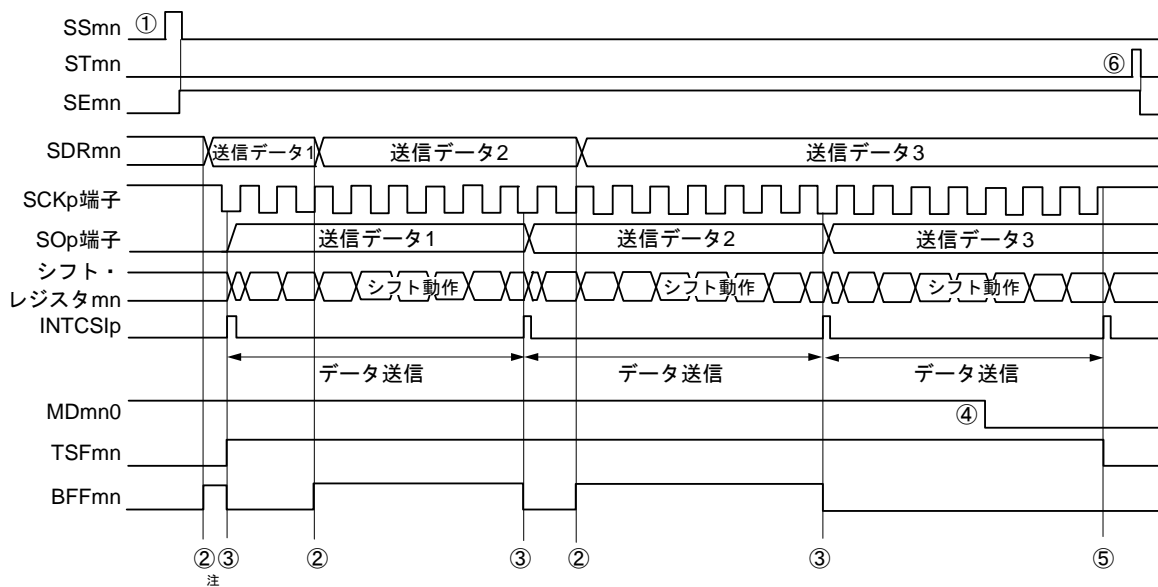 SSmn ①
STmn ⑥
SEmn
SDRmn 送信データ1 送信データ2 送信データ3
SCKp端子
SOp端子 送信データ1 送信データ2 送信データ3
シフト・
レジスタmn シフト動作 シフト動作 シフト動作
INTCSIp
データ送信 データ送信 データ送信
MDmn0 ④
TSFmn
BFFmn
② ③ ② ③ ② ③ ⑤
注